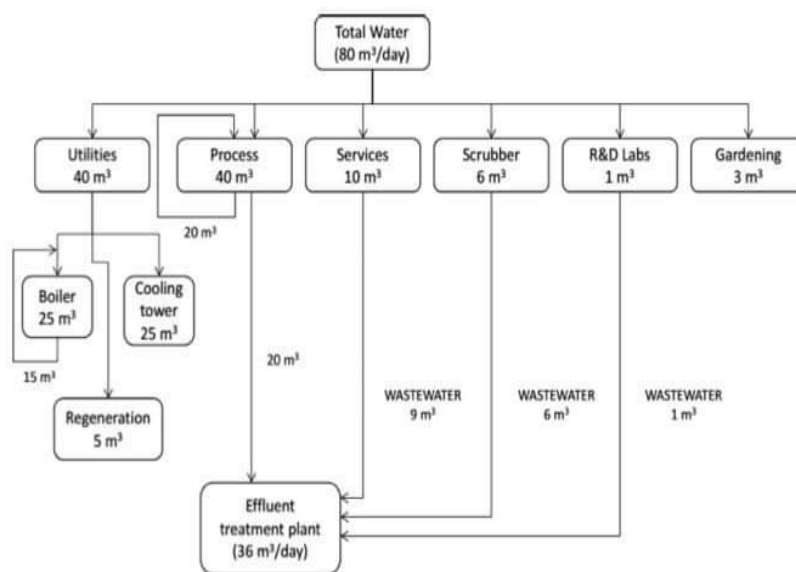 Total Water
(80 m³/day)
Utilities
40 m³
Process
40 m³
Services
10 m³
Scrubber
6 m³
R&D Labs
1 m³
Gardening
3 m³
20 m³
Boiler
25 m³
Cooling
tower
25 m³
15 m³
Regeneration
5 m³
20 m³
WASTEWATER
9 m³
WASTEWATER
6 m³
WASTEWATER
1 m³
Effluent
treatment plant
(36 m³/day)